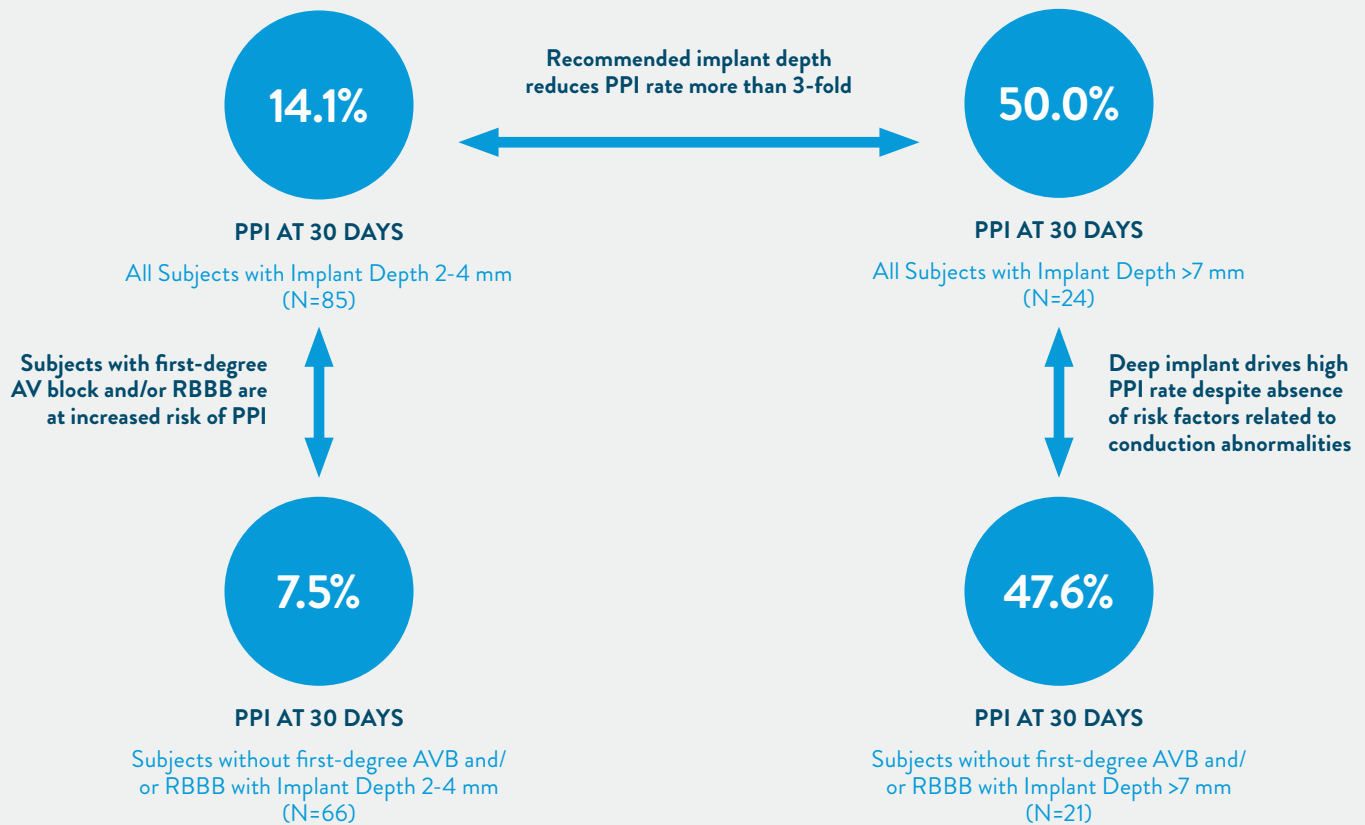 14.1%
Recommended implant depth
reduces PPI rate more than 3-fold
50.0%
PPI AT 30 DAYS
All Subjects with Implant Depth 2-4 mm
(N=85)
PPI AT 30 DAYS
All Subjects with Implant Depth >7 mm
(N=24)
Subjects with first-degree
AV block and/or RBBB are
at increased risk of PPI
Deep implant drives high
PPI rate despite absence
of risk factors related to
conduction abnormalities
7.5%
PPI AT 30 DAYS
Subjects without first-degree AVB and/
or RBBB with Implant Depth 2-4 mm
(N=66)
47.6%
PPI AT 30 DAYS
Subjects without first-degree AVB and/
or RBBB with Implant Depth >7 mm
(N=21)